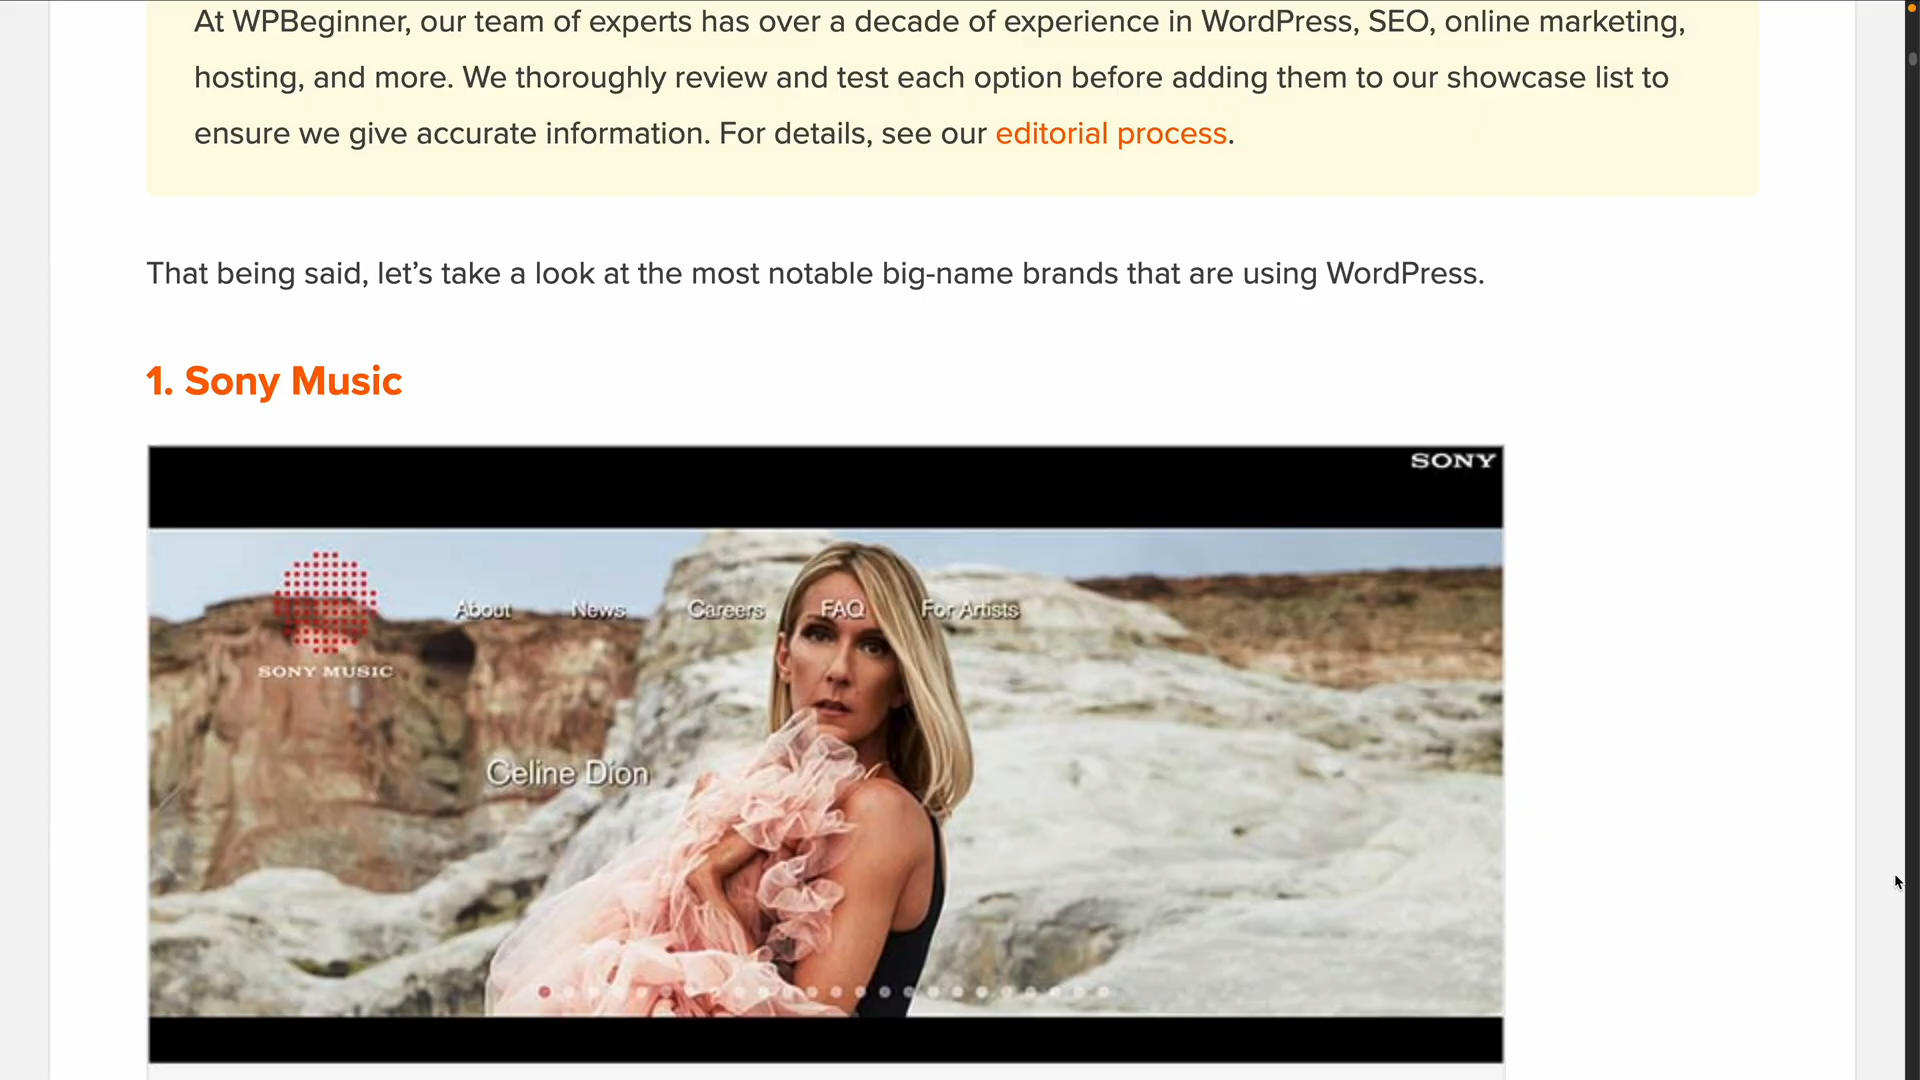 At WPBeginner, our team of experts has over a decade of experience in WordPress, SEO, online marketing,
hosting, and more. We thoroughly review and test each option before adding them to our showcase list to
ensure we give accurate information. For details, see our editorial process.
That being said, let’s take a look at the most notable big-name brands that are using WordPress.
1. Sony Music
SONY
About News Careers FAQ For Artists
SONY MUSIC
Celine Dion